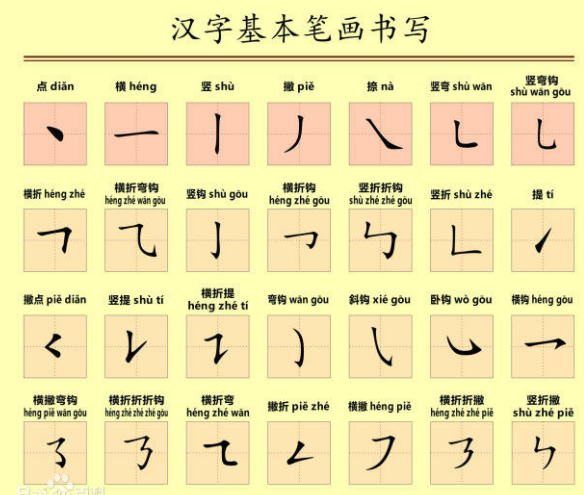 汉字基本笔画书写
点 diǎn 横 héng 竖 shù 撇 piě 捺 nà 竖弯 shù wān 竖弯钩 shù wān gōu
丶 一 丨 丿 ㇏ ㇄ 乚
横折 héng zhé 横折弯钩 héng zhé wān gōu 竖钩 shù gōu 横折钩 héng zhé gōu 竖折折钩 shù zhé zhé gōu 竖折 shù zhé 提 tí
𠃍 ㇈ 亅 ㇆ ㇉ ㇗ ㇀
撇点 piě diǎn 竖提 shù tí 横折提 héng zhé tí 弯钩 wān gōu 斜钩 xié gōu 卧钩 wò gōu 横钩 héng gōu
㇛ ㇙ ㇊ ㇁ ㇂ ㇃ ㇖
横撇弯钩 héng piě wān gōu 横折折折钩 héng zhé zhé zhé gōu 横折弯 héng zhé wān 撇折 piě zhé 横撇 héng piě 横折折撇 héng zhé zhé piě 竖折撇 shù zhé piě
㇌ ㇡ ㇍ ㇜ ㇇ ㇋ ㇞